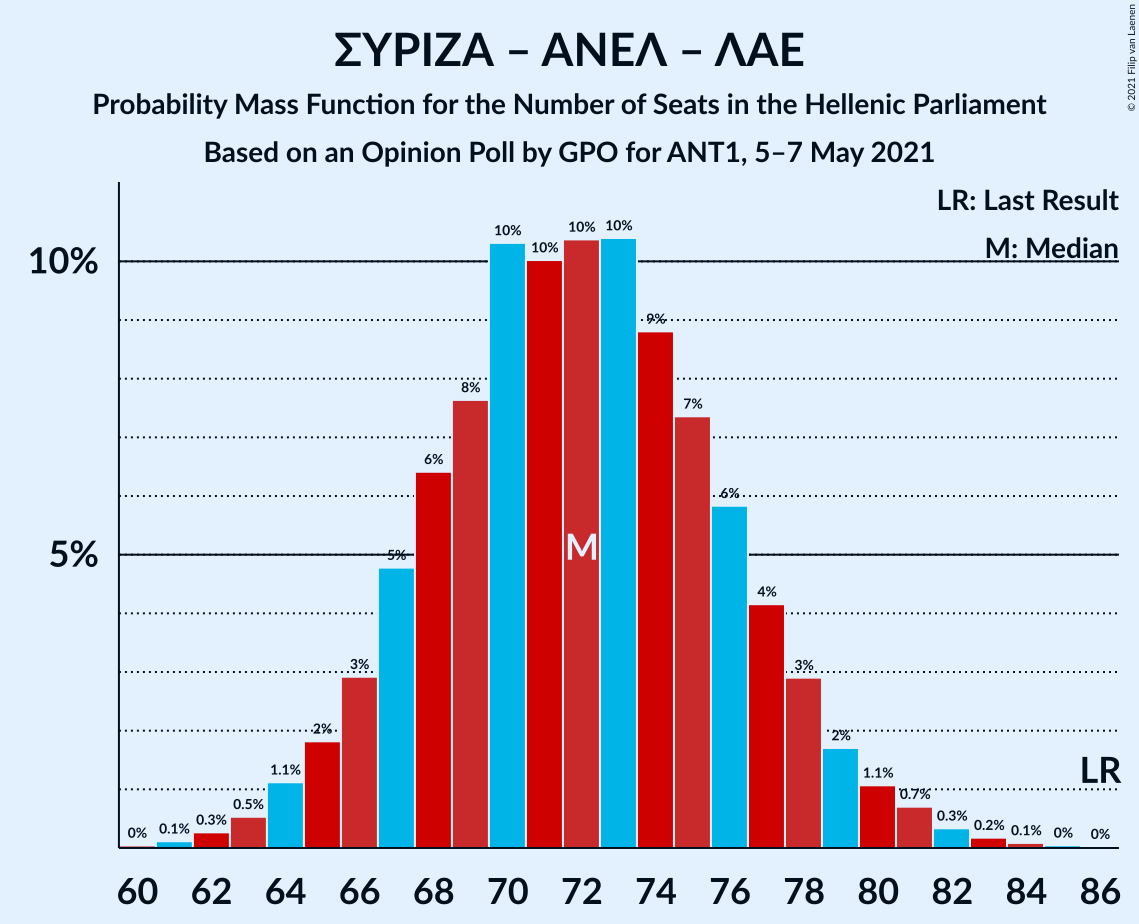 ΣΥΡΙΖΑ – ΑΝΕΛ – ΛΑΕ
Probability Mass Function for the Number of Seats in the Hellenic Parliament
Based on an Opinion Poll by GPO for ANT1, 5–7 May 2021
© 2021 Filip van Laenen
LR: Last Result
M: Median
10%
5%
0% 0.1% 0.3% 0.5% 1.1% 2% 3% 5% 6% 8% 10% 10% 10% 10% 9% 7% 6% 4% 3% 2% 1.1% 0.7% 0.3% 0.2% 0.1% 0% 0%
M
LR
60 62 64 66 68 70 72 74 76 78 80 82 84 86